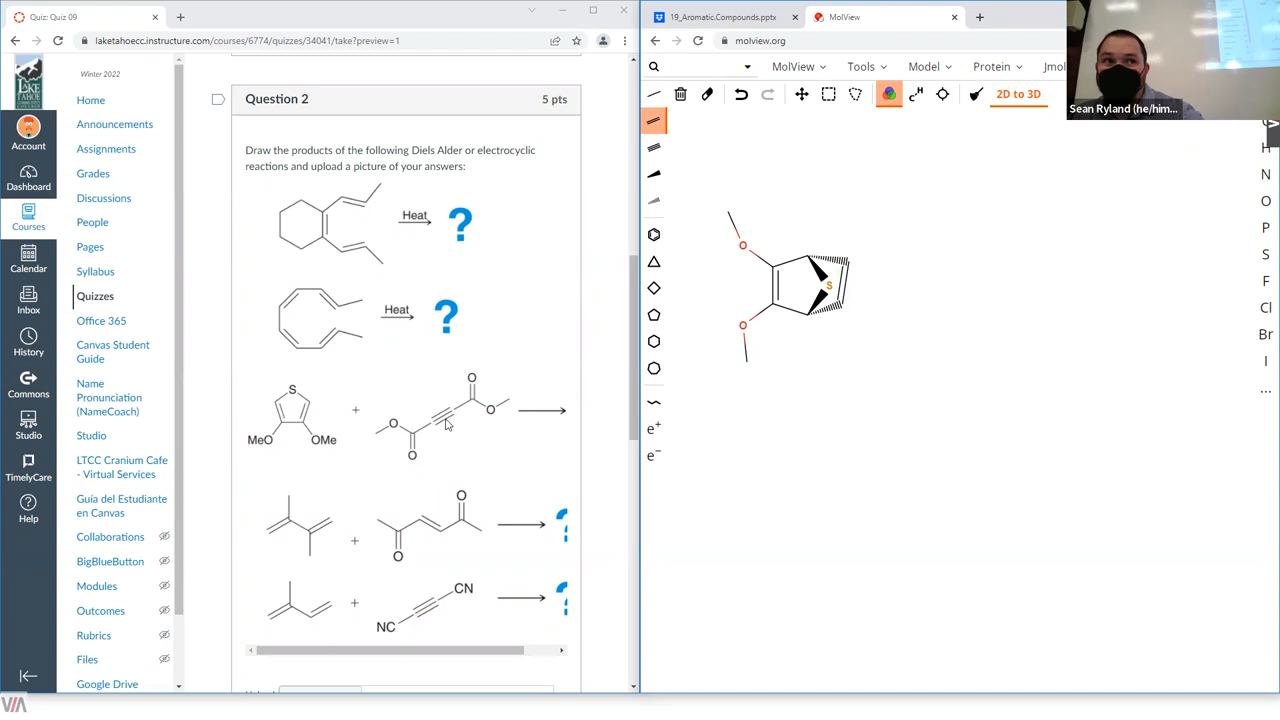 Quiz: Quiz 09
19_Aromatic.Compounds.pptx
MolView
laketahoecc.instructure.com/courses/6774/quizzes/34041/take?preview=1
molview.org
LAKE
TAHOE
Account
Dashboard
Courses
Calendar
Inbox
History
Commons
Studio
TimelyCare
Help
Winter 2022
Home
Announcements
Assignments
Grades
Discussions
People
Pages
Syllabus
Quizzes
Office 365
Canvas Student
Guide
Name
Pronunciation
(NameCoach)
Studio
LTCC Cranium Cafe
- Virtual Services
Guía del Estudiante
en Canvas
Collaborations
BigBlueButton
Modules
Outcomes
Rubrics
Files
Google Drive
Question 2
5 pts
Draw the products of the following Diels Alder or electrocyclic
reactions and upload a picture of your answers:
Heat
?
Heat
?
S
MeO
OMe
+
O
O
O
O
+
O
O
?
+
CN
NC
?
MolView
Tools
Model
Protein
Jmol
2D to 3D
Sean Ryland (he/him...
O
O
S
H
N
O
P
S
F
Cl
Br
I
...
e+
e−
VIA